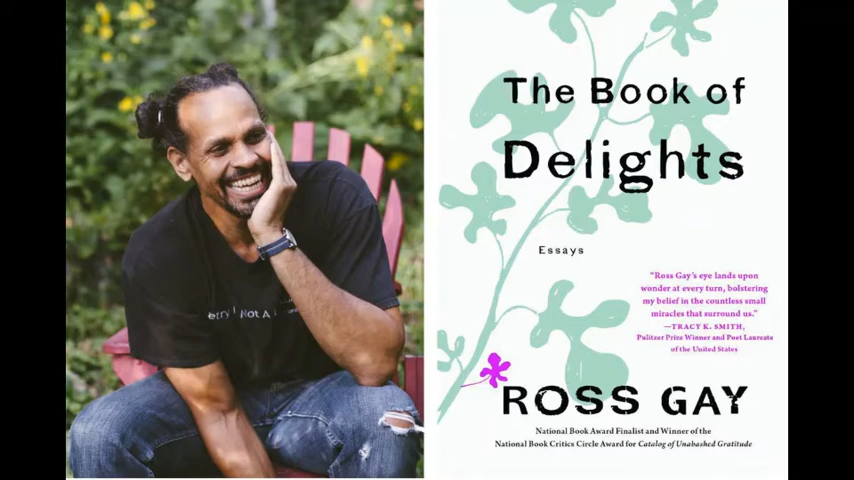 etry
Not A
The Book of
Delights
Essays
“Ross Gay’s eye lands upon
wonder at every turn, bolstering
my belief in the countless small
miracles that surround us.”
—TRACY K. SMITH,
Pulitzer Prize Winner and Poet Laureate
of the United States
ROSS GAY
National Book Award Finalist and Winner of the
National Book Critics Circle Award for Catalog of Unabashed Gratitude